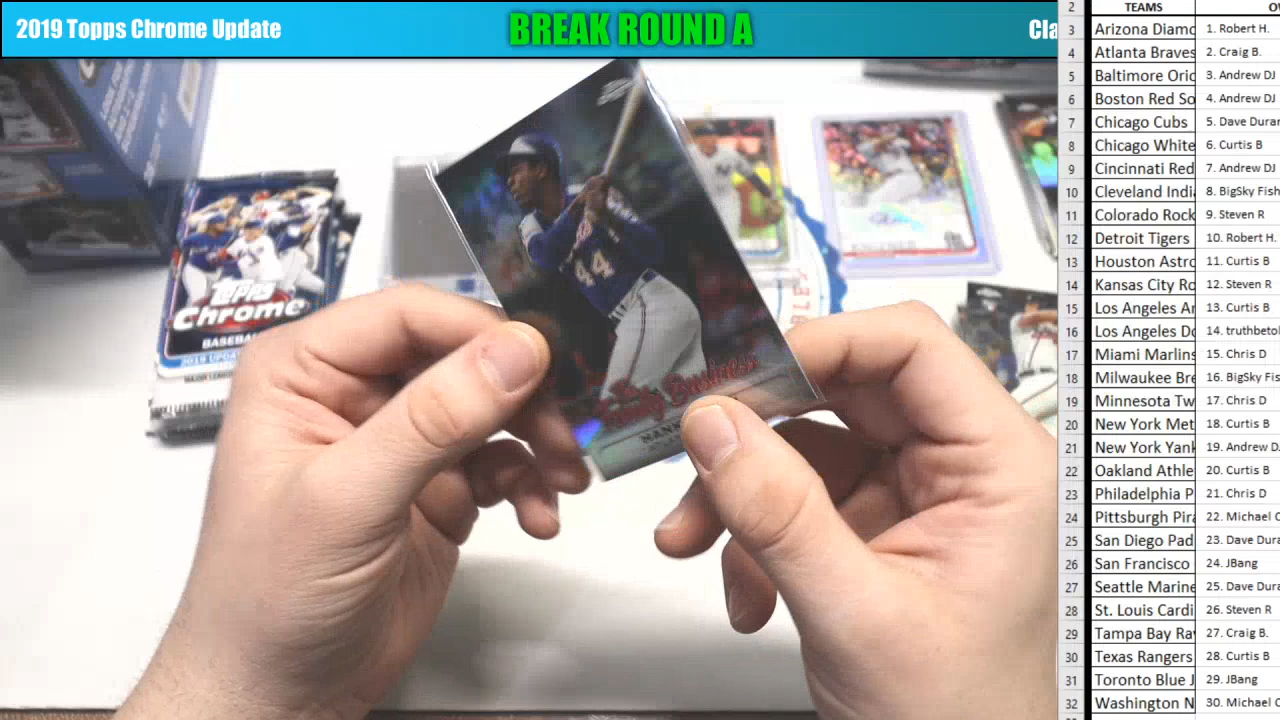 2019 Topps Chrome Update
BREAK ROUND A
Cla
2 TEAMS O
3 Arizona Diamo 1. Robert H.
4 Atlanta Braves 2. Craig B.
5 Baltimore Orio 3. Andrew DJ
6 Boston Red So 4. Andrew DJ
7 Chicago Cubs 5. Dave Duran
8 Chicago White 6. Curtis B
9 Cincinnati Red 7. Andrew DJ
10 Cleveland Indi 8. BigSky Fish
11 Colorado Rock 9. Steven R
12 Detroit Tigers 10. Robert H.
13 Houston Astro 11. Curtis B
14 Kansas City Ro 12. Steven R
15 Los Angeles An 13. Curtis B
16 Los Angeles Do 14. truthbetol
17 Miami Marlins 15. Chris D
18 Milwaukee Bre 16. BigSky Fis
19 Minnesota Tw 17. Chris D
20 New York Met 18. Curtis B
21 New York Yank 19. Andrew D
22 Oakland Athle 20. Curtis B
23 Philadelphia P 21. Chris D
24 Pittsburgh Pira 22. Michael C
25 San Diego Pad 23. Dave Dura
26 San Francisco 24. JBang
27 Seattle Marine 25. Dave Dura
28 St. Louis Cardi 26. Steven R
29 Tampa Bay Ray 27. Craig B.
30 Texas Rangers 28. Curtis B
31 Toronto Blue J 29. JBang
32 Washington N 30. Michael C
44
Family Business
HANK
Topps
Chrome
BASEBA
2019 UPDA